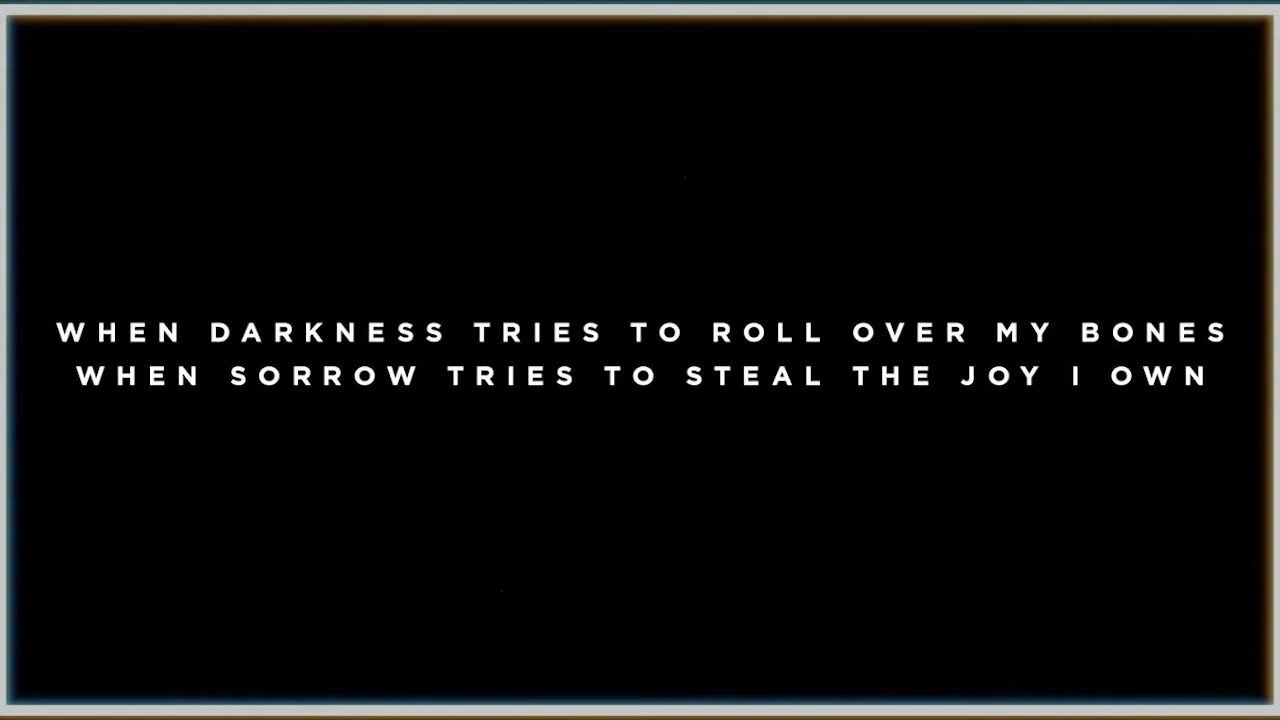 WHEN DARKNESS TRIES TO ROLL OVER MY BONES
WHEN SORROW TRIES TO STEAL THE JOY I OWN